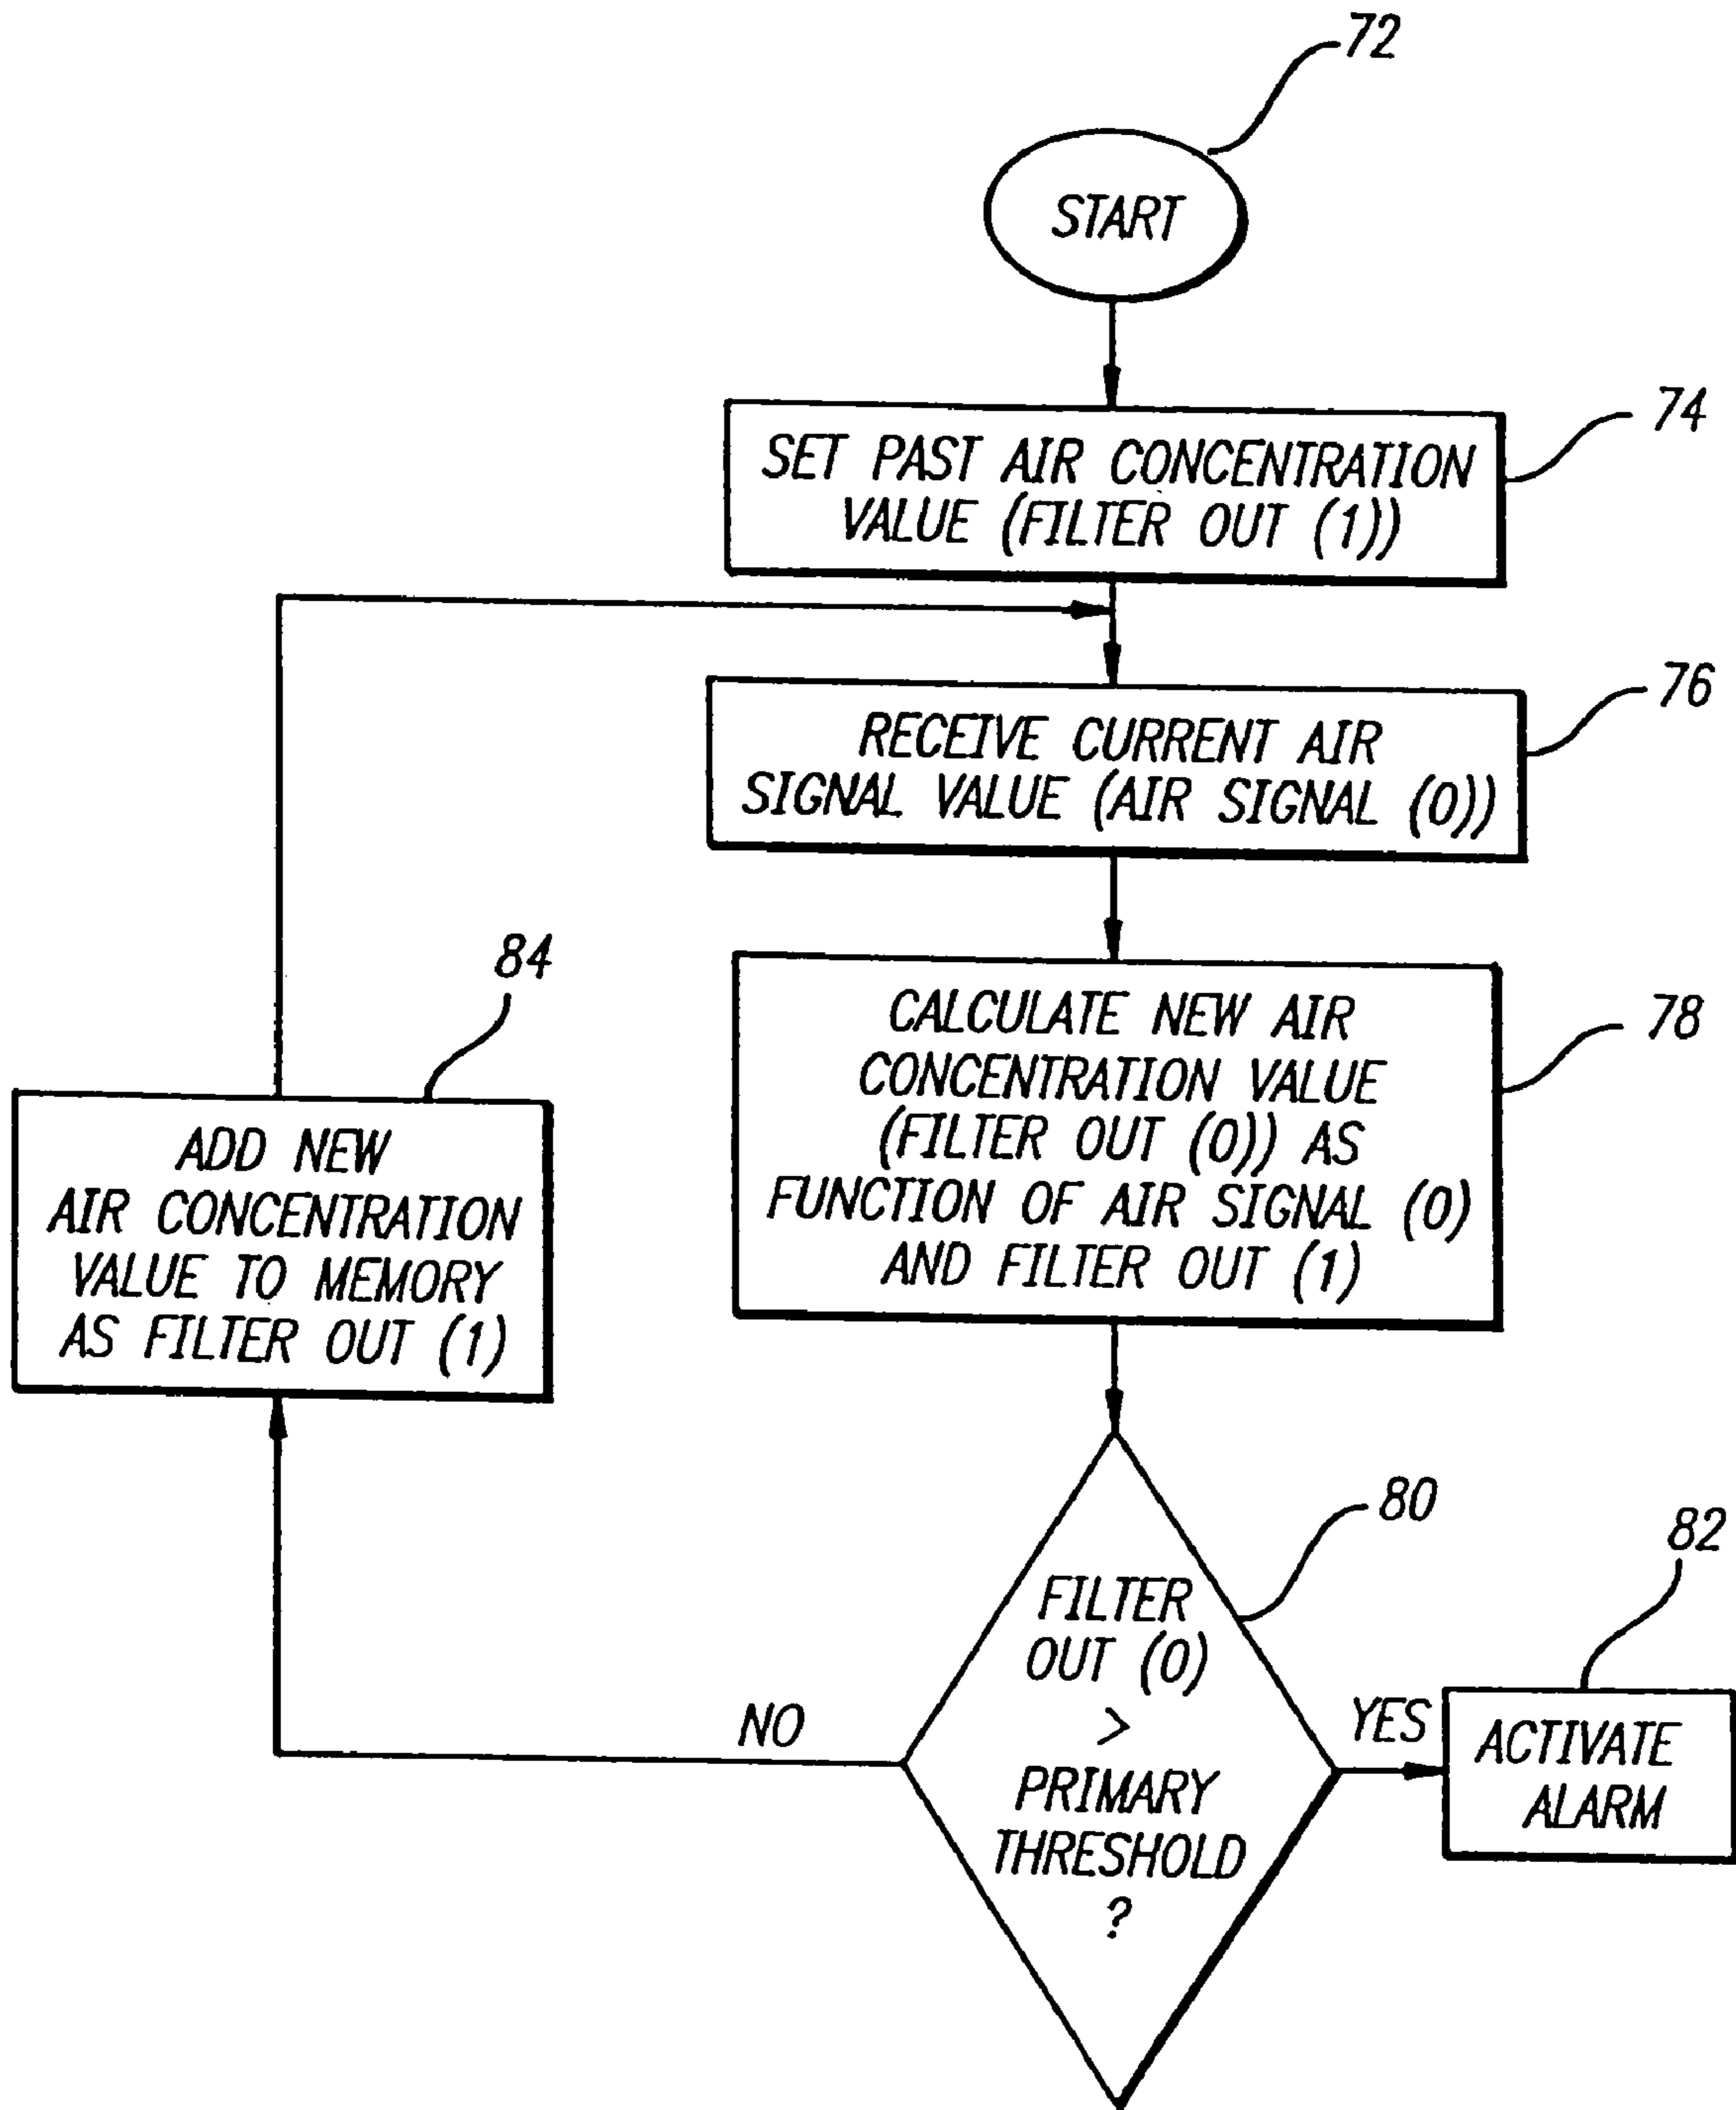 72
START
74
SET PAST AIR CONCENTRATION
VALUE (FILTER OUT (1))
76
RECEIVE CURRENT AIR
SIGNAL VALUE (AIR SIGNAL (0))
78
CALCULATE NEW AIR
CONCENTRATION VALUE
(FILTER OUT (0)) AS
FUNCTION OF AIR SIGNAL (0)
AND FILTER OUT (1)
84
ADD NEW
AIR CONCENTRATION
VALUE TO MEMORY
AS FILTER OUT (1)
80
FILTER
OUT (0)
>
PRIMARY
THRESHOLD
?
NO
YES
82
ACTIVATE
ALARM